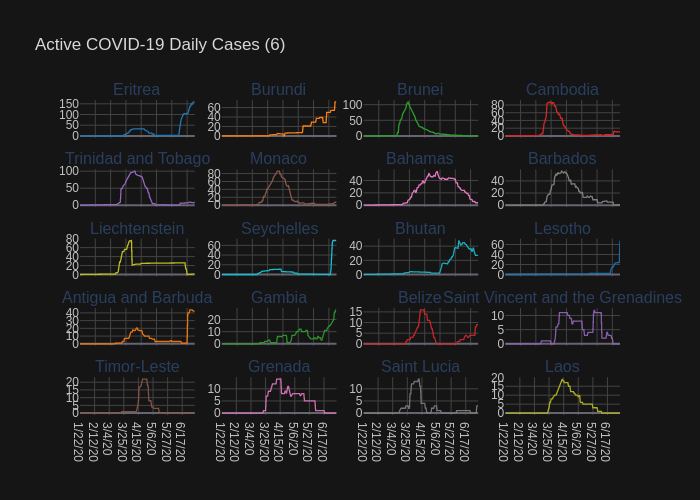 Active COVID-19 Daily Cases (6)
Eritrea Burundi Brunei Cambodia
150 100 50 0
60 40 20 0
100 50 0
80 60 40 20 0
Trinidad and Tobago Monaco Bahamas Barbados
100 50 0
80 60 40 20 0
40 20 0
40 20 0
Liechtenstein Seychelles Bhutan Lesotho
80 60 40 20 0
60 40 20 0
40 20 0
60 40 20 0
Antigua and Barbuda Gambia Belize Saint Vincent and the Grenadines
40 30 20 10 0
20 10 0
15 10 5 0
10 5 0
Timor-Leste Grenada Saint Lucia Laos
20 15 10 5 0
10 5 0
10 5 0
20 15 10 5 0
1/22/20 2/12/20 3/4/20 3/25/20 4/15/20 5/6/20 5/27/20 6/17/20
1/22/20 2/12/20 3/4/20 3/25/20 4/15/20 5/6/20 5/27/20 6/17/20
1/22/20 2/12/20 3/4/20 3/25/20 4/15/20 5/6/20 5/27/20 6/17/20
1/22/20 2/12/20 3/4/20 3/25/20 4/15/20 5/6/20 5/27/20 6/17/20